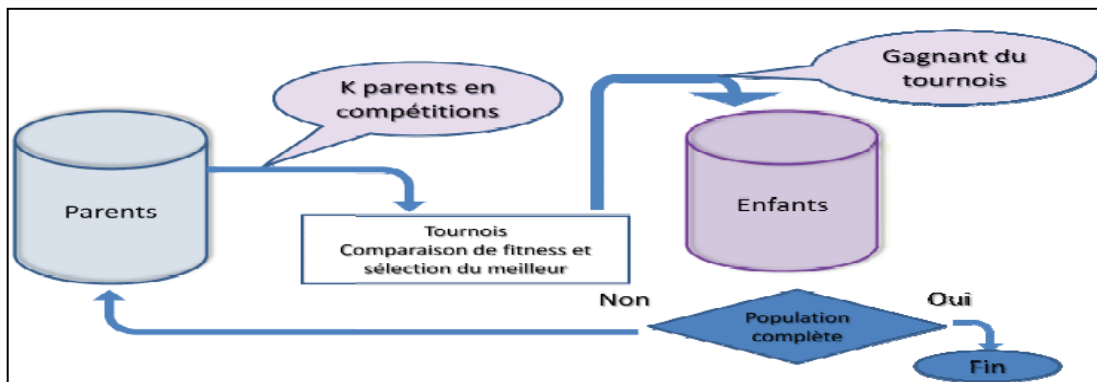 K parents en
compétitions
Gagnant du
tournois
Parents
Tournois
Comparaison de fitness et
sélection du meilleur
Enfants
Non
Oui
Population
complète
Fin